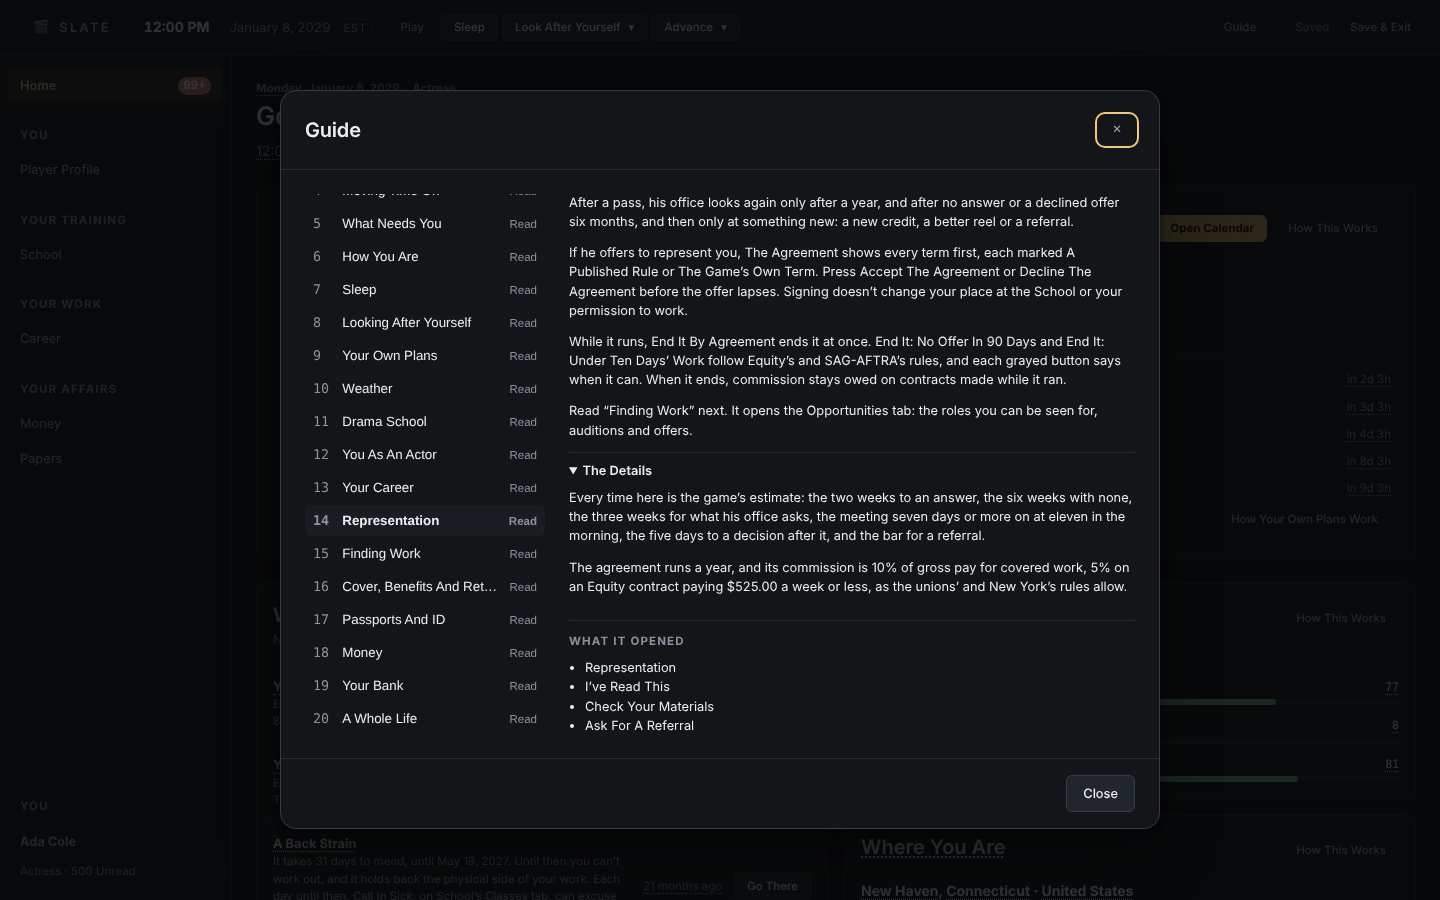 SLATE
12:00 PM
January 8, 2029
EST
Play
Sleep
Look After Yourself ▾
Advance ▾
Guide
Saved
Save & Exit
Home
99+
YOU
Player Profile
YOUR TRAINING
School
YOUR WORK
Career
YOUR AFFAIRS
Money
Papers
YOU
Ada Cole
Actress · 500 Unread
Monday, January 8, 2029 · Actress
Open Calendar
How This Works
in 2d 3h
in 3d 3h
in 4d 3h
in 8d 3h
in 9d 3h
How Your Own Plans Work
How This Works
77
8
81
A Back Strain
It takes 31 days to mend, until May 18, 2027. Until then you can't
work out, and it holds back the physical side of your work. Each
day until then, Call In Sick, on School's Classes tab, can excuse
21 months ago
Go There
Where You Are
How This Works
New Haven, Connecticut · United States
Guide
×
Moving Time On
Read
5 What Needs You Read
6 How You Are Read
7 Sleep Read
8 Looking After Yourself Read
9 Your Own Plans Read
10 Weather Read
11 Drama School Read
12 You As An Actor Read
13 Your Career Read
14 Representation Read
15 Finding Work Read
16 Cover, Benefits And Ret… Read
17 Passports And ID Read
18 Money Read
19 Your Bank Read
20 A Whole Life Read
After a pass, his office looks again only after a year, and after no answer or a declined offer
six months, and then only at something new: a new credit, a better reel or a referral.
If he offers to represent you, The Agreement shows every term first, each marked A
Published Rule or The Game’s Own Term. Press Accept The Agreement or Decline The
Agreement before the offer lapses. Signing doesn’t change your place at the School or your
permission to work.
While it runs, End It By Agreement ends it at once. End It: No Offer In 90 Days and End It:
Under Ten Days’ Work follow Equity’s and SAG-AFTRA’s rules, and each grayed button says
when it can. When it ends, commission stays owed on contracts made while it ran.
Read “Finding Work” next. It opens the Opportunities tab: the roles you can be seen for,
auditions and offers.
▼ The Details
Every time here is the game’s estimate: the two weeks to an answer, the six weeks with none,
the three weeks for what his office asks, the meeting seven days or more on at eleven in the
morning, the five days to a decision after it, and the bar for a referral.
The agreement runs a year, and its commission is 10% of gross pay for covered work, 5% on
an Equity contract paying $525.00 a week or less, as the unions’ and New York’s rules allow.
WHAT IT OPENED
• Representation
• I’ve Read This
• Check Your Materials
• Ask For A Referral
Close